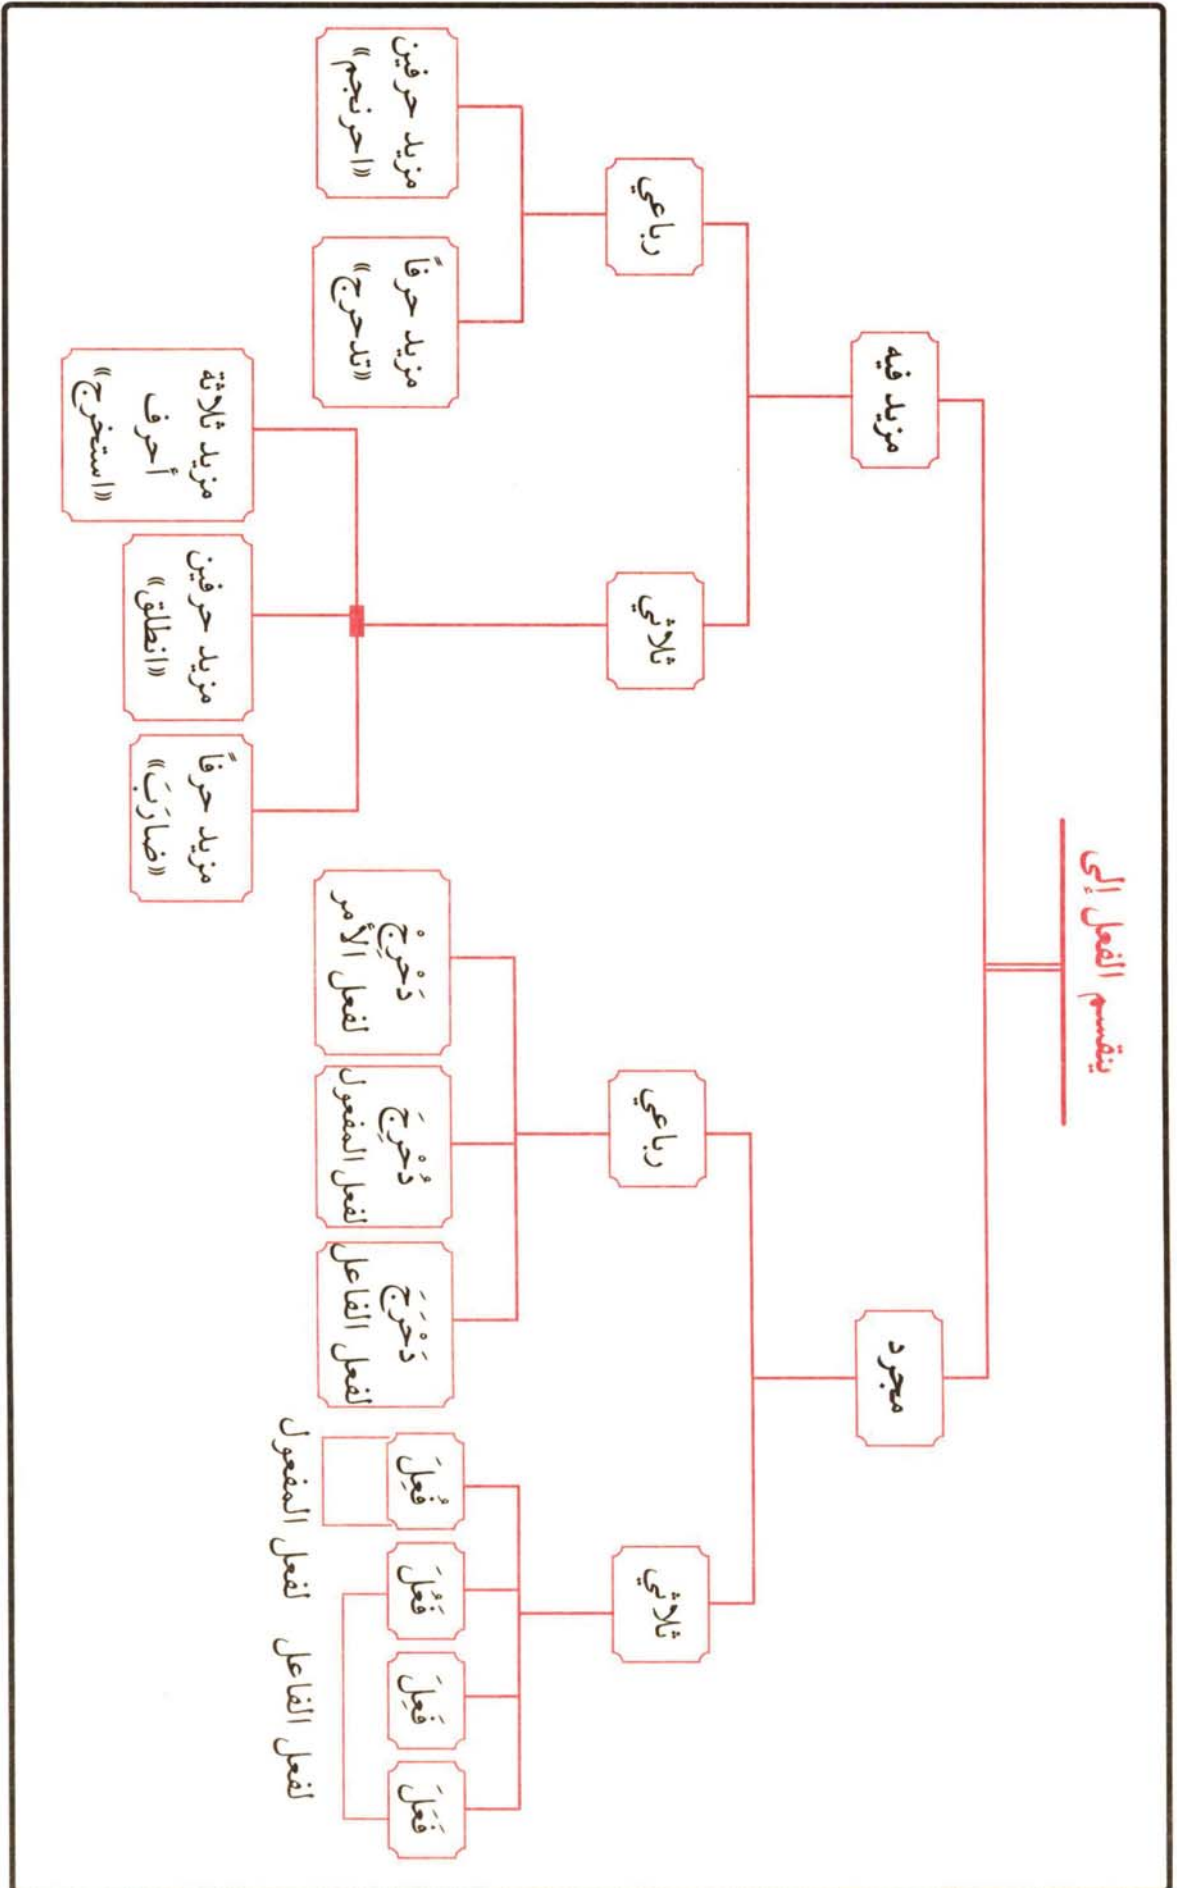 ينقسم الفعل إلى
مجرد
مزيد فيه
ثلاثي
رباعي
ثلاثي
رباعي
فَعَلَ
فَعِلَ
فَعُلَ
فُعِلَ
لفعل الفاعل
لفعل المفعول
دَحْرَجَ
لفعل الفاعل
دُحْرِجَ
لفعل المفعول
دَحْرِجْ
لفعل الأمر
مزيد حرفاً
«ضارَبَ»
مزيد حرفين
«انطلق»
مزيد ثلاثة
أحرف
«استخرج»
مزيد حرفاً
«تدحرج»
مزيد حرفين
«احرنجم»